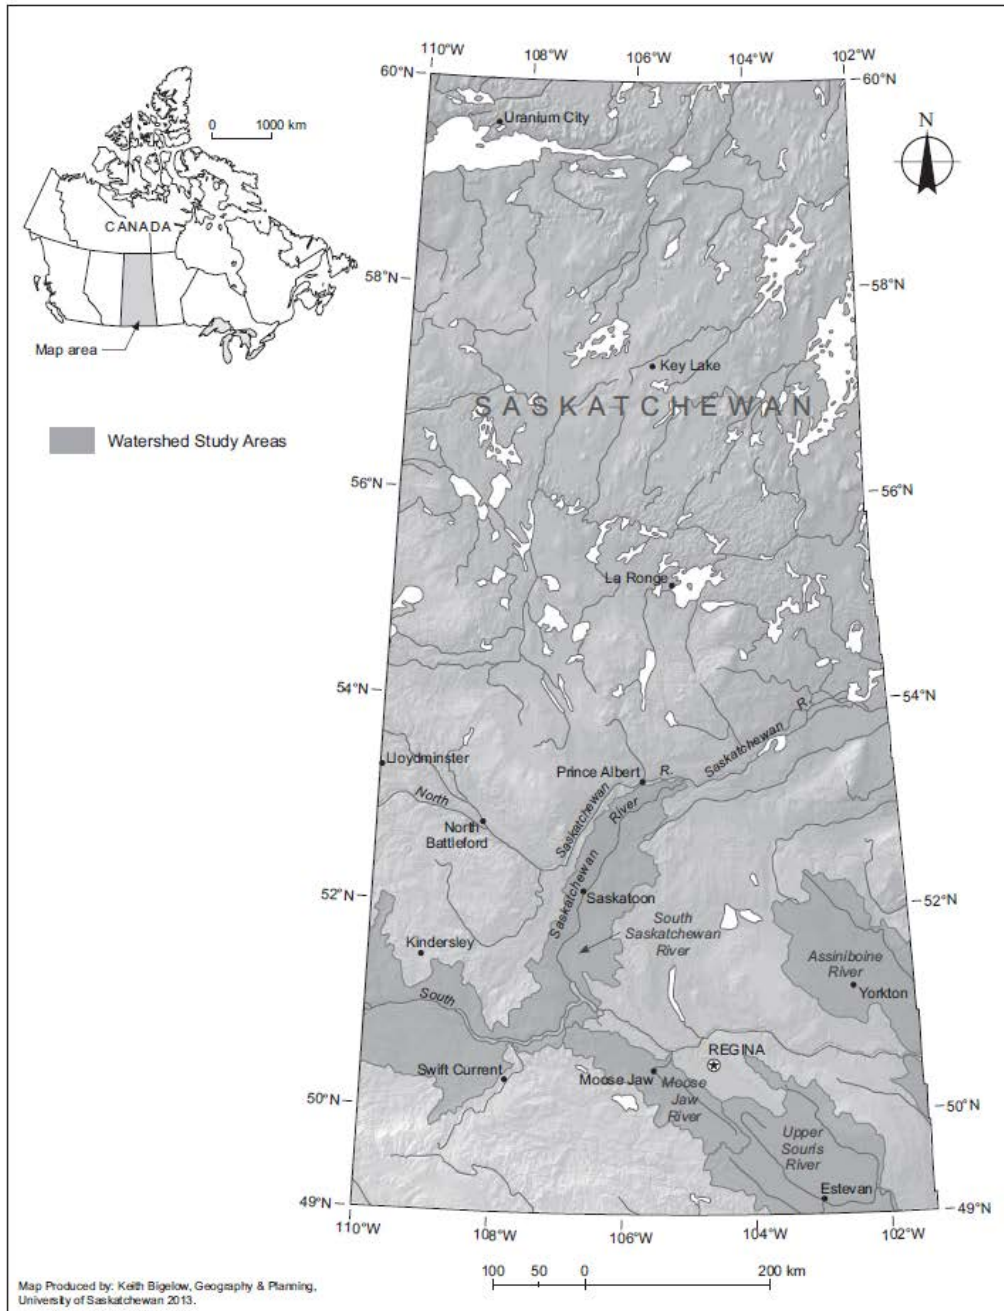 110°W
108°W
106°W
104°W
102°W
60°N
60°N
Uranium City
0 1000 km
N
CANADA
58°N
58°N
Map area
Key Lake
SASKATCHEWAN
Watershed Study Areas
56°N
56°N
La Ronge
54°N
54°N
Saskatchewan R.
Lloydminster
Prince Albert
R.
North
Saskatchewan
River
North
Battleford
52°N
52°N
Saskatchewan
Saskatoon
South
Saskatchewan
River
Kindersley
Assiniboine
River
Yorkton
South
REGINA
Swift Current
Moose Jaw
Moose
Jaw
River
50°N
50°N
Upper
Souris
River
Estevan
49°N
49°N
110°W
108°W
106°W
104°W
102°W
100 50 0 200 km
Map Produced by: Keith Bigelow, Geography & Planning,
University of Saskatchewan 2013.